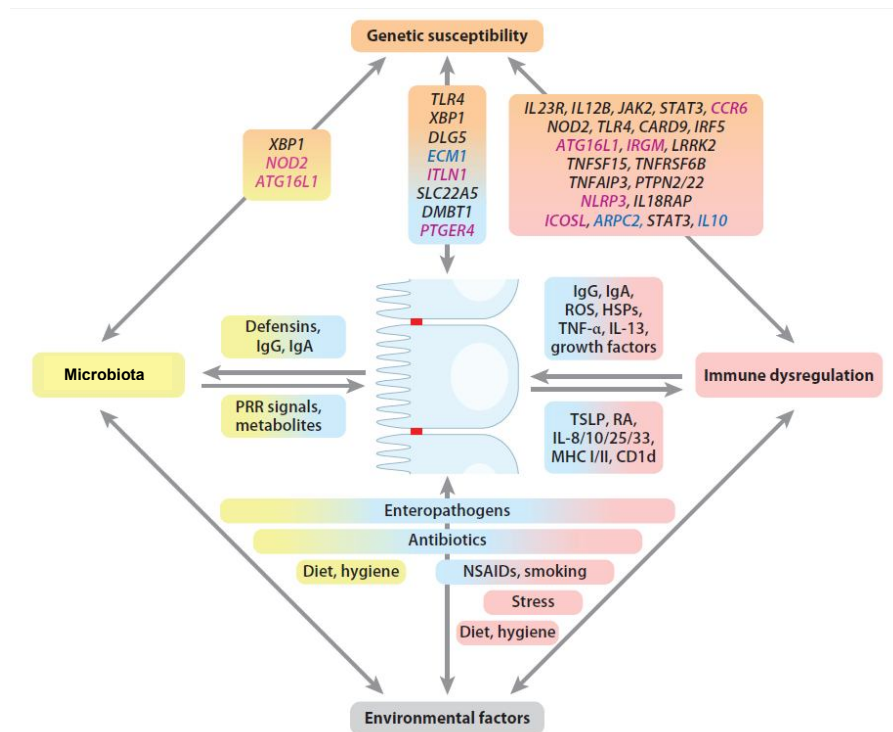 Genetic susceptibility
XBP1
NOD2
ATG16L1
TLR4
XBP1
DLG5
ECM1
ITLN1
SLC22A5
DMBT1
PTGER4
IL23R, IL12B, JAK2, STAT3, CCR6
NOD2, TLR4, CARD9, IRF5
ATG16L1, IRGM, LRRK2
TNFSF15, TNFRSF6B
TNFAIP3, PTPN2/22
NLRP3, IL18RAP
ICOSL, ARPC2, STAT3, IL10
Microbiota
Defensins,
IgG, IgA
PRR signals,
metabolites
IgG, IgA,
ROS, HSPs,
TNF-α, IL-13,
growth factors
TSLP, RA,
IL-8/10/25/33,
MHC I/II, CD1d
Immune dysregulation
Enteropathogens
Antibiotics
Diet, hygiene
NSAIDs, smoking
Stress
Diet, hygiene
Environmental factors